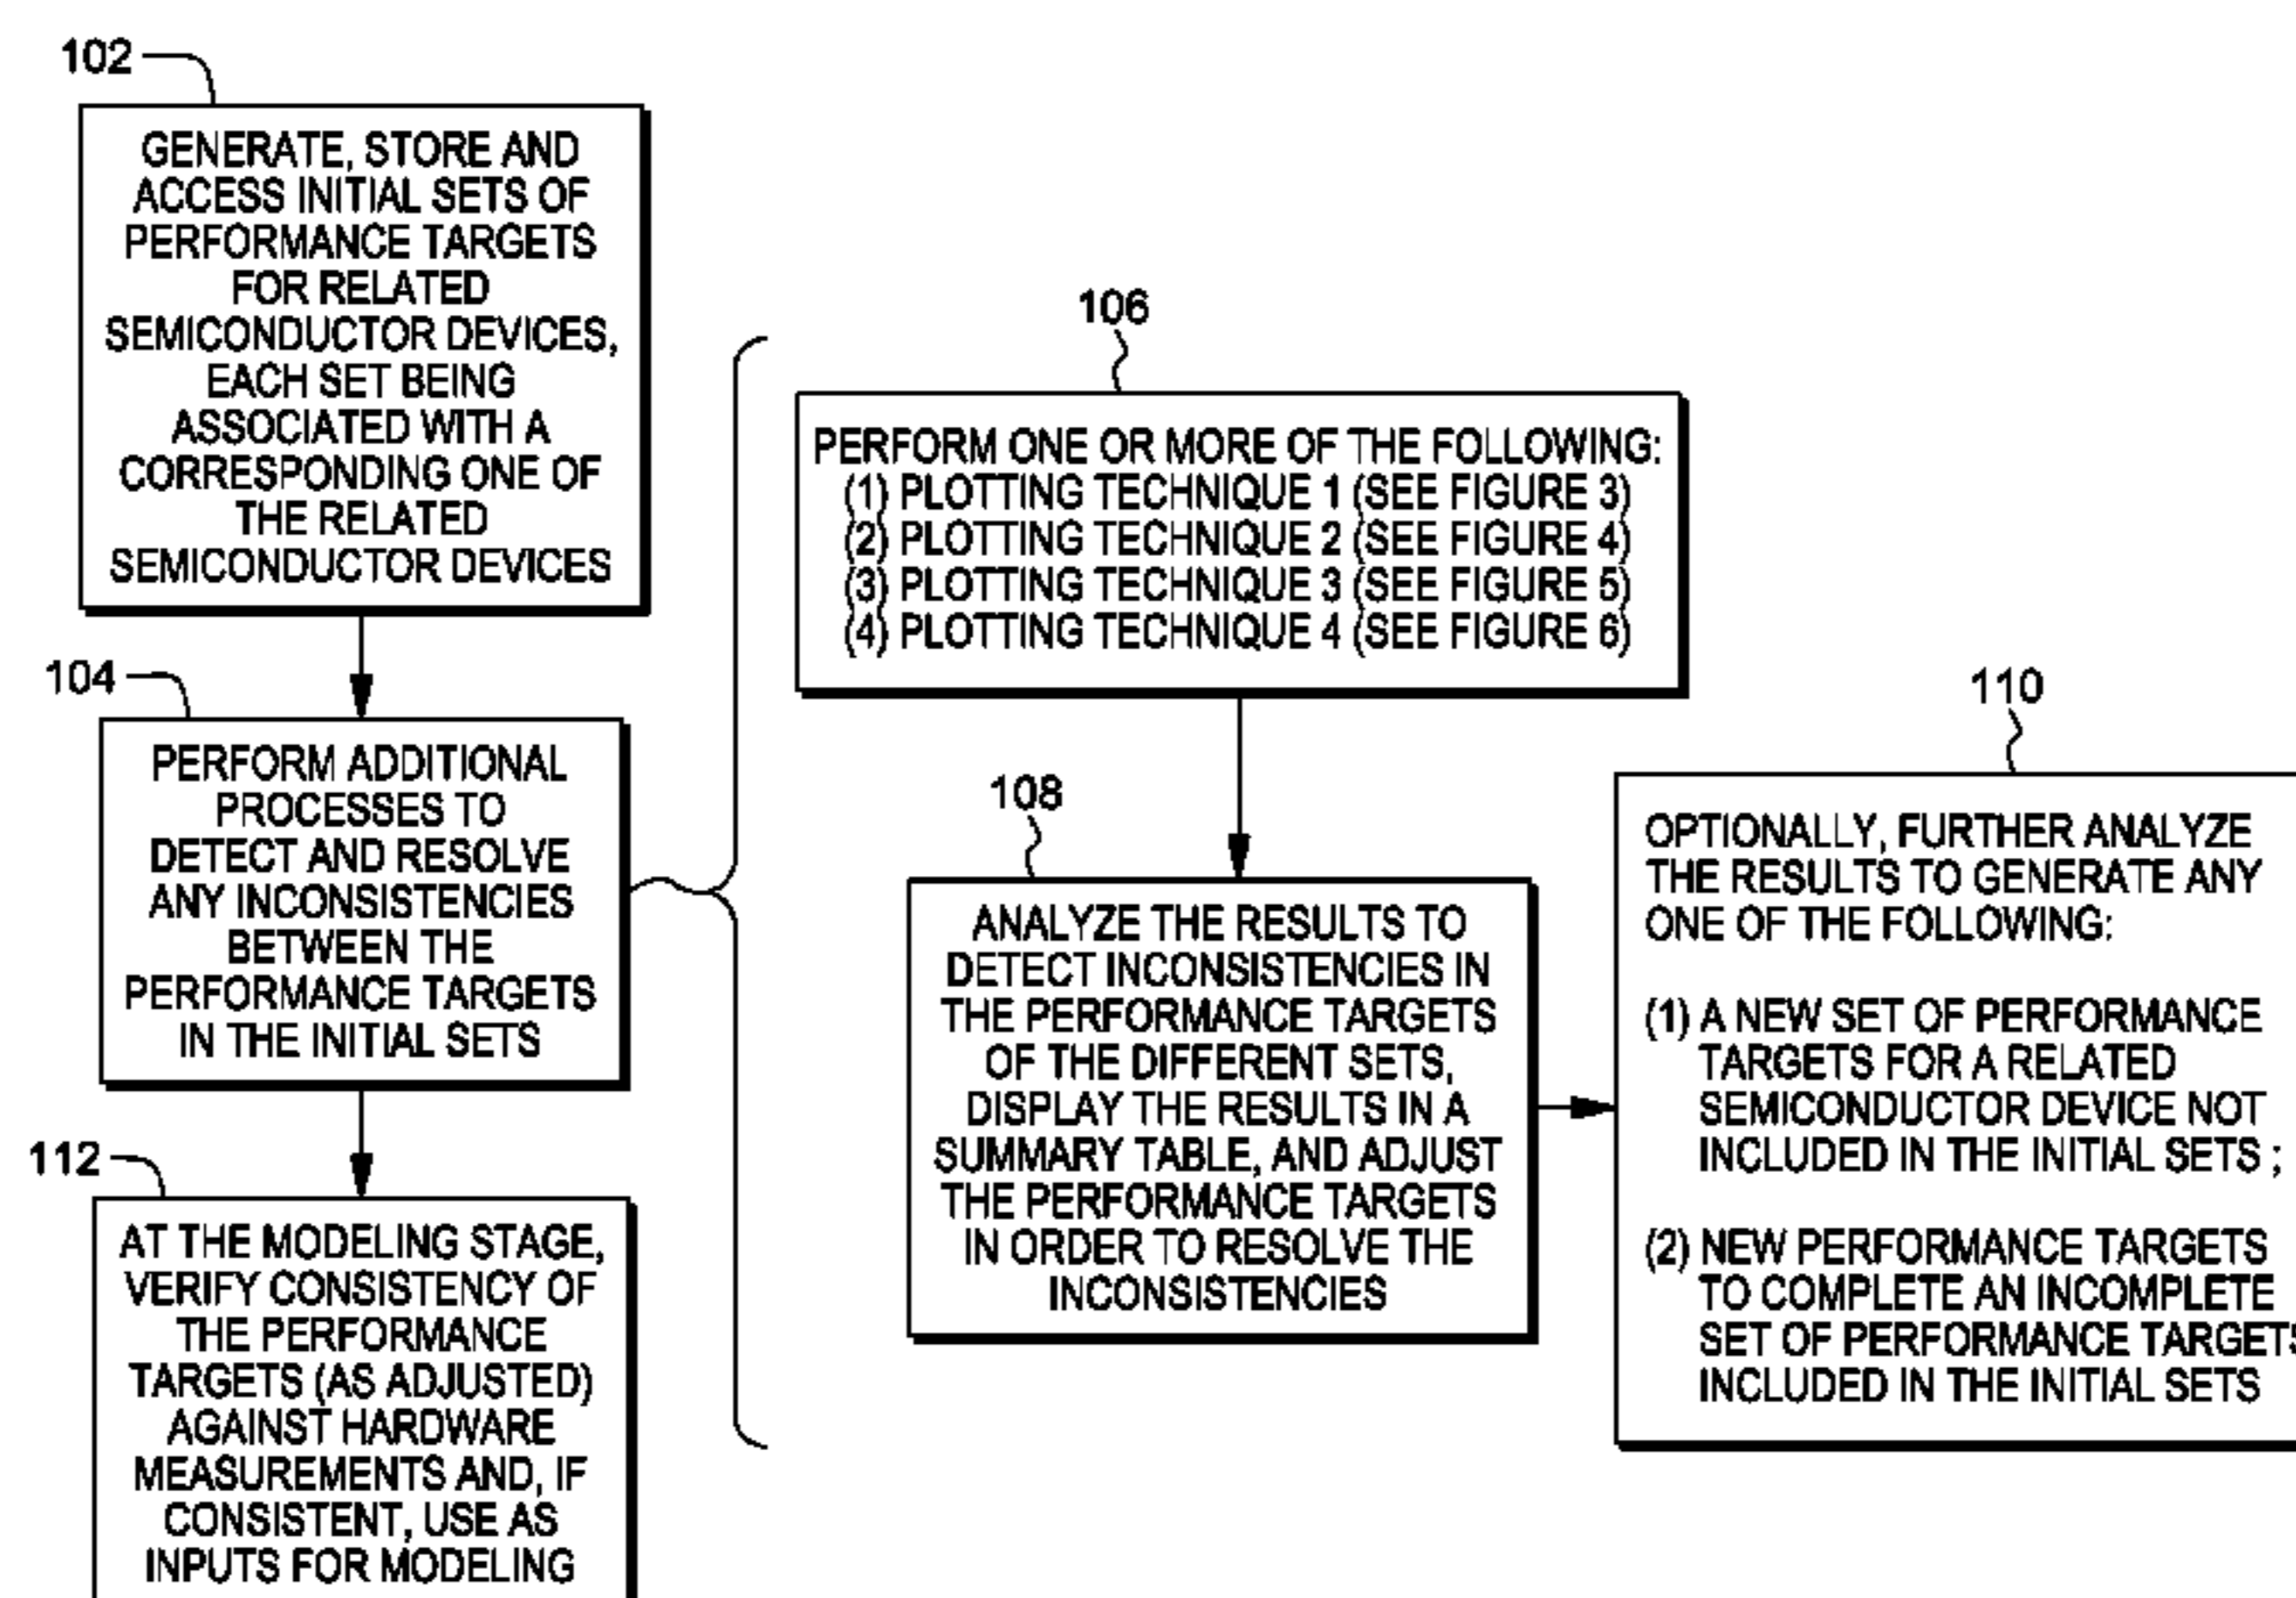 102
GENERATE, STORE AND
ACCESS INITIAL SETS OF
PERFORMANCE TARGETS
FOR RELATED
SEMICONDUCTOR DEVICES,
EACH SET BEING
ASSOCIATED WITH A
CORRESPONDING ONE OF
THE RELATED
SEMICONDUCTOR DEVICES
104
PERFORM ADDITIONAL
PROCESSES TO
DETECT AND RESOLVE
ANY INCONSISTENCIES
BETWEEN THE
PERFORMANCE TARGETS
IN THE INITIAL SETS
112
AT THE MODELING STAGE,
VERIFY CONSISTENCY OF
THE PERFORMANCE
TARGETS (AS ADJUSTED)
AGAINST HARDWARE
MEASUREMENTS AND, IF
CONSISTENT, USE AS
INPUTS FOR MODELING
106
PERFORM ONE OR MORE OF THE FOLLOWING:
(1) PLOTTING TECHNIQUE 1 (SEE FIGURE 3)
(2) PLOTTING TECHNIQUE 2 (SEE FIGURE 4)
(3) PLOTTING TECHNIQUE 3 (SEE FIGURE 5)
(4) PLOTTING TECHNIQUE 4 (SEE FIGURE 6)
108
ANALYZE THE RESULTS TO
DETECT INCONSISTENCIES IN
THE PERFORMANCE TARGETS
OF THE DIFFERENT SETS,
DISPLAY THE RESULTS IN A
SUMMARY TABLE, AND ADJUST
THE PERFORMANCE TARGETS
IN ORDER TO RESOLVE THE
INCONSISTENCIES
110
OPTIONALLY, FURTHER ANALYZE
THE RESULTS TO GENERATE ANY
ONE OF THE FOLLOWING:
(1) A NEW SET OF PERFORMANCE
TARGETS FOR A RELATED
SEMICONDUCTOR DEVICE NOT
INCLUDED IN THE INITIAL SETS ;
(2) NEW PERFORMANCE TARGETS
TO COMPLETE AN INCOMPLETE
SET OF PERFORMANCE TARGETS
INCLUDED IN THE INITIAL SETS